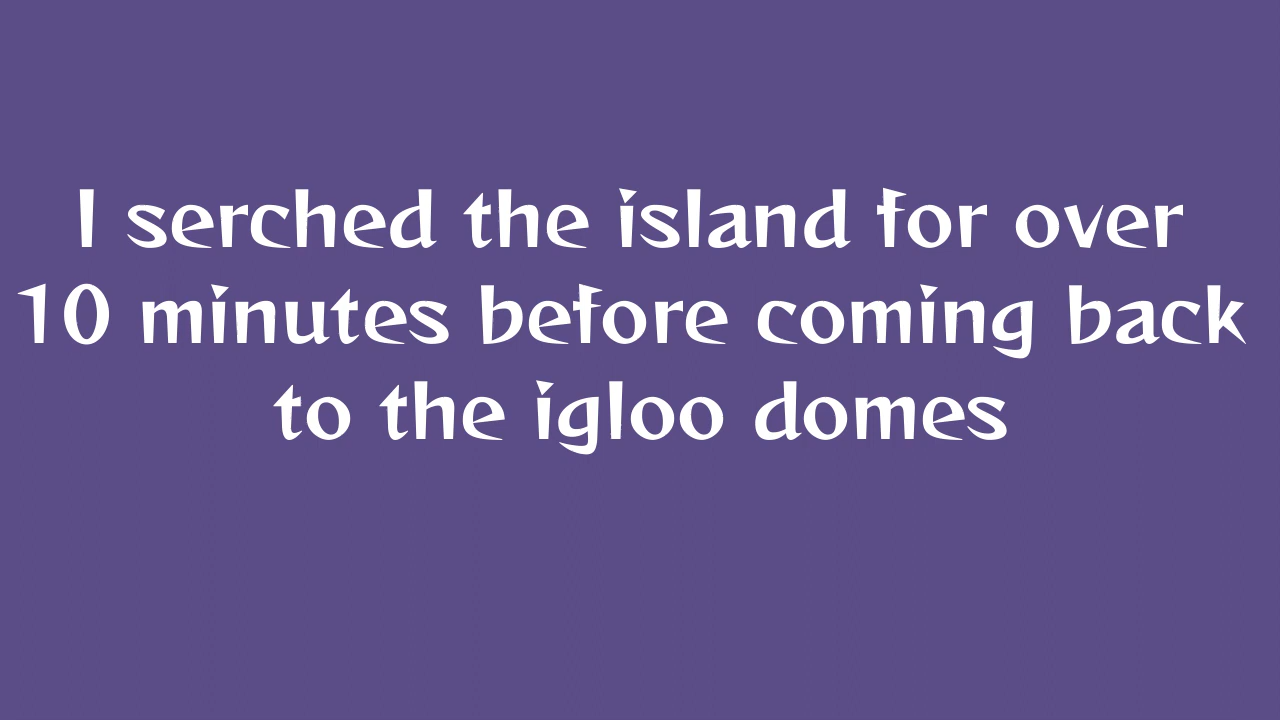 I serched the island for over
10 minutes before coming back
to the igloo domes